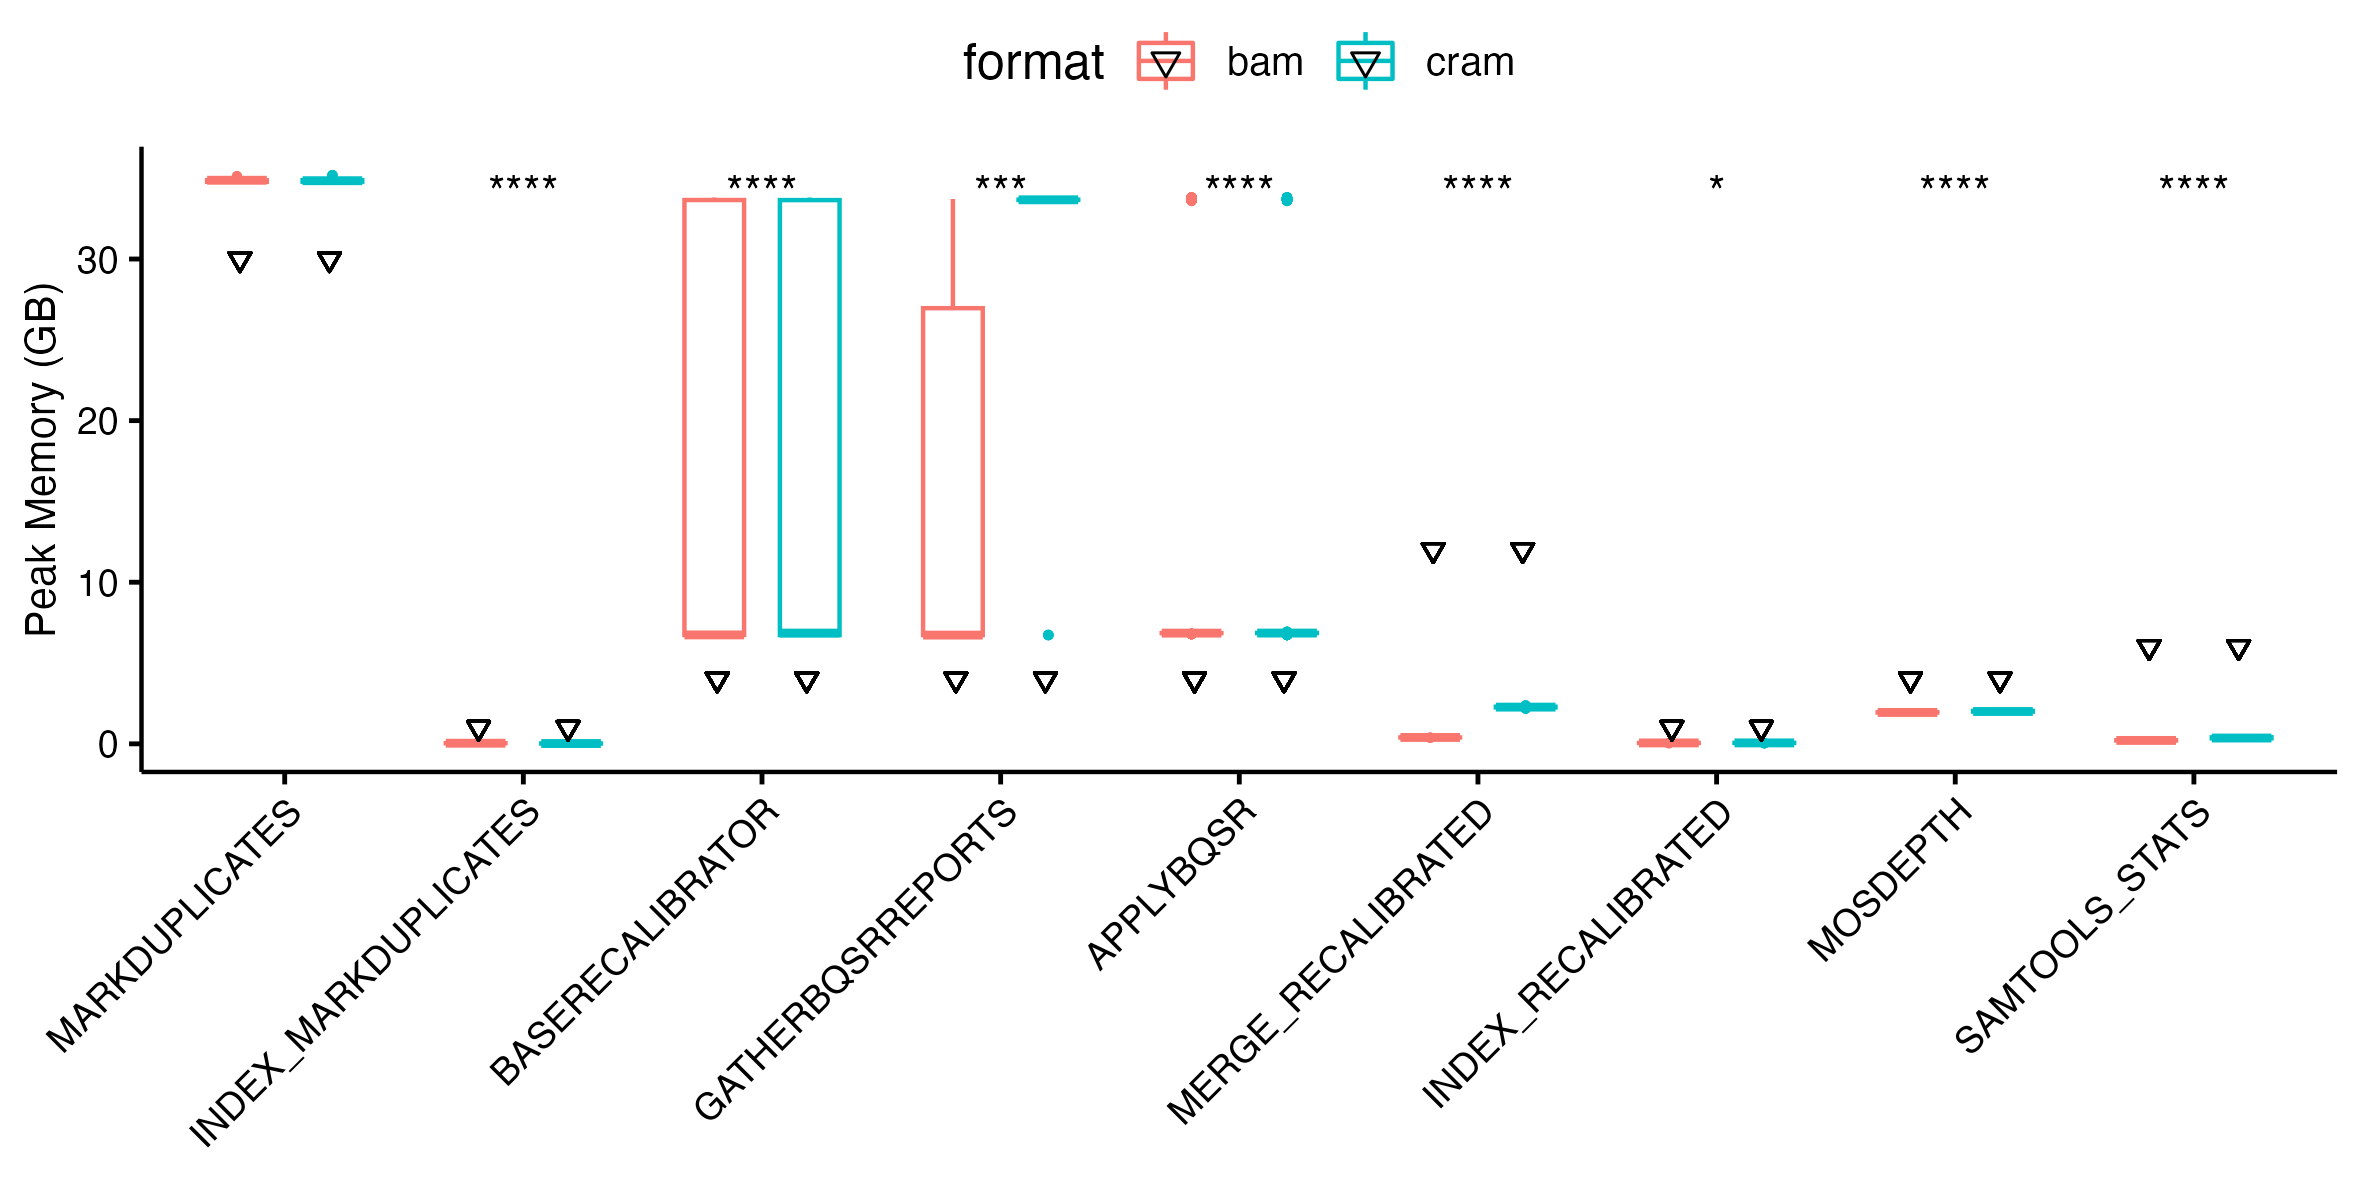 format bam cram
**** **** *** **** **** * **** ****
Peak Memory (GB)
30
20
10
0
MARKDUPLICATES
INDEX_MARKDUPLICATES
BASERECALIBRATOR
GATHERBQSRREPORTS
APPLYBQSR
MERGE_RECALIBRATED
INDEX_RECALIBRATED
MOSDEPTH
SAMTOOLS_STATS